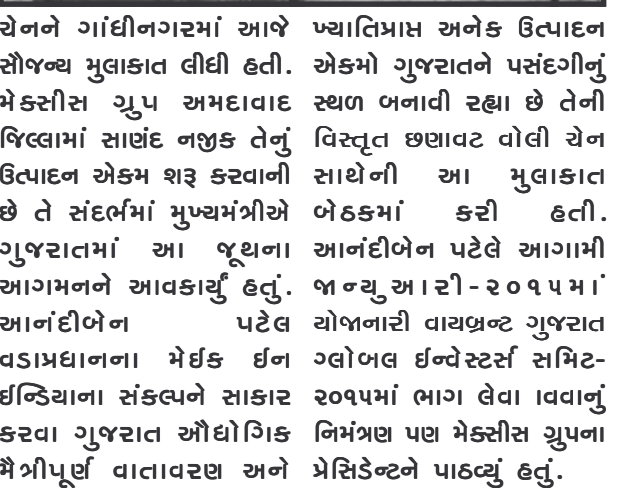 ચેનને ગાંધીનગરમાં આજે
સૌજન્ય મુલાકાત લીધી હતી.
મેક્સીસ ગ્રુપ અમદાવાદ
જિલ્લામાં સાણંદ નજીક તેનું
ઉત્પાદન એકમ શરૂ કરવાની
છે તે સંદર્ભમાં મુખ્યમંત્રીએ
ગુજરાતમાં આ જૂથના
આગમનને આવકાર્યું હતું.
આનંદીબેન પટેલ
વડાપ્રધાનના મેઈક ઈન
ઈન્ડિયાના સંકલ્પને સાકાર
કરવા ગુજરાત ઔધોગિક
મૈત્રીપૂર્ણ વાતાવરણ અને
ખ્યાતિપ્રાપ્ત અનેક ઉત્પાદન
એકમો ગુજરાતને પસંદગીનું
સ્થળ બનાવી રહ્યા છે તેની
વિસ્તૃત છણાવટ વોલી ચેન
સાથેની આ મુલાકાત
બેઠકમાં કરી હતી.
આનંદીબેન પટેલે આગામી
જાન્યુઆરી-૨૦૧૫માં
યોજાનારી વાયબ્રન્ટ ગુજરાત
ગ્લોબલ ઈન્વેસ્ટર્સ સમિટ-
૨૦૧૫માં ભાગ લેવા ાવવાનું
નિમંત્રણ પણ મેક્સીસ ગ્રુપના
પ્રેસિડેન્ટને પાઠવ્યું હતું.